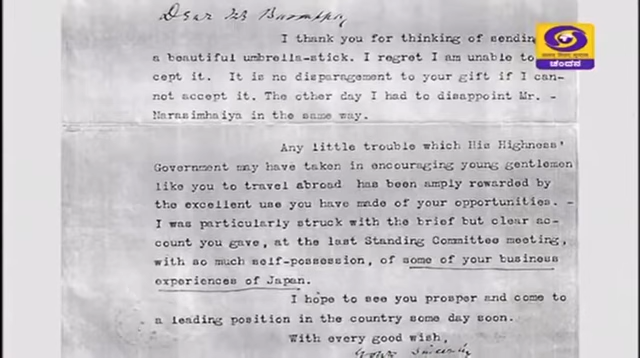 Dear Mr
I thank you for thinking of sending
a beautiful umbrella-stick. I regret I am unable to
cept it. It is no disparagement to your gift if I can-
not accept it. The other day I had to disappoint Mr. -
Narasimhaiya in the same way.
Any little trouble which His Highness'
Government may have taken in encouraging young gentlemen
like you to travel abroad has been amply rewarded by
the excellent use you have made of your opportunities. -
I was particularly struck with the brief but clear ac-
count you gave, at the last Standing Committee meeting,
with so much self-possession, of some of your business
experiences of Japan.
I hope to see you prosper and come to
a leading position in the country some day soon.
With every good wish,
Yours sincerely
ಚಂದನ